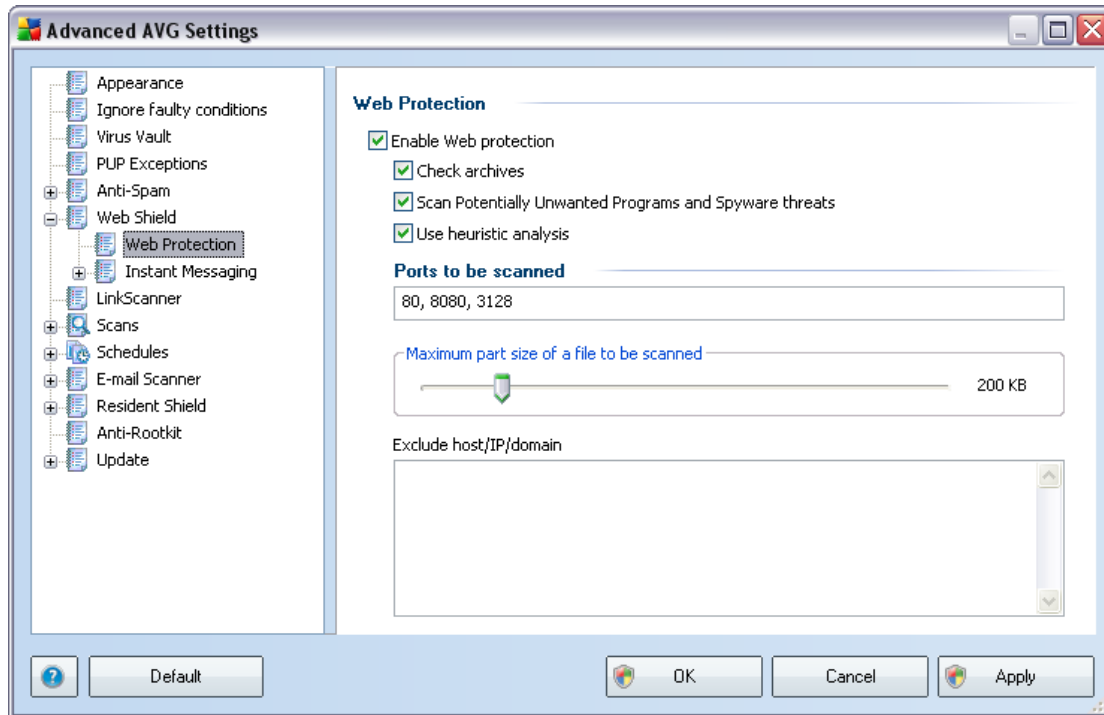 Advanced AVG Settings
Appearance
Ignore faulty conditions
Virus Vault
PUP Exceptions
Anti-Spam
Web Shield
Web Protection
Instant Messaging
LinkScanner
Scans
Schedules
E-mail Scanner
Resident Shield
Anti-Rootkit
Update
Web Protection
Enable Web protection
Check archives
Scan Potentially Unwanted Programs and Spyware threats
Use heuristic analysis
Ports to be scanned
80, 8080, 3128
Maximum part size of a file to be scanned
200 KB
Exclude host/IP/domain
?
Default
OK
Cancel
Apply